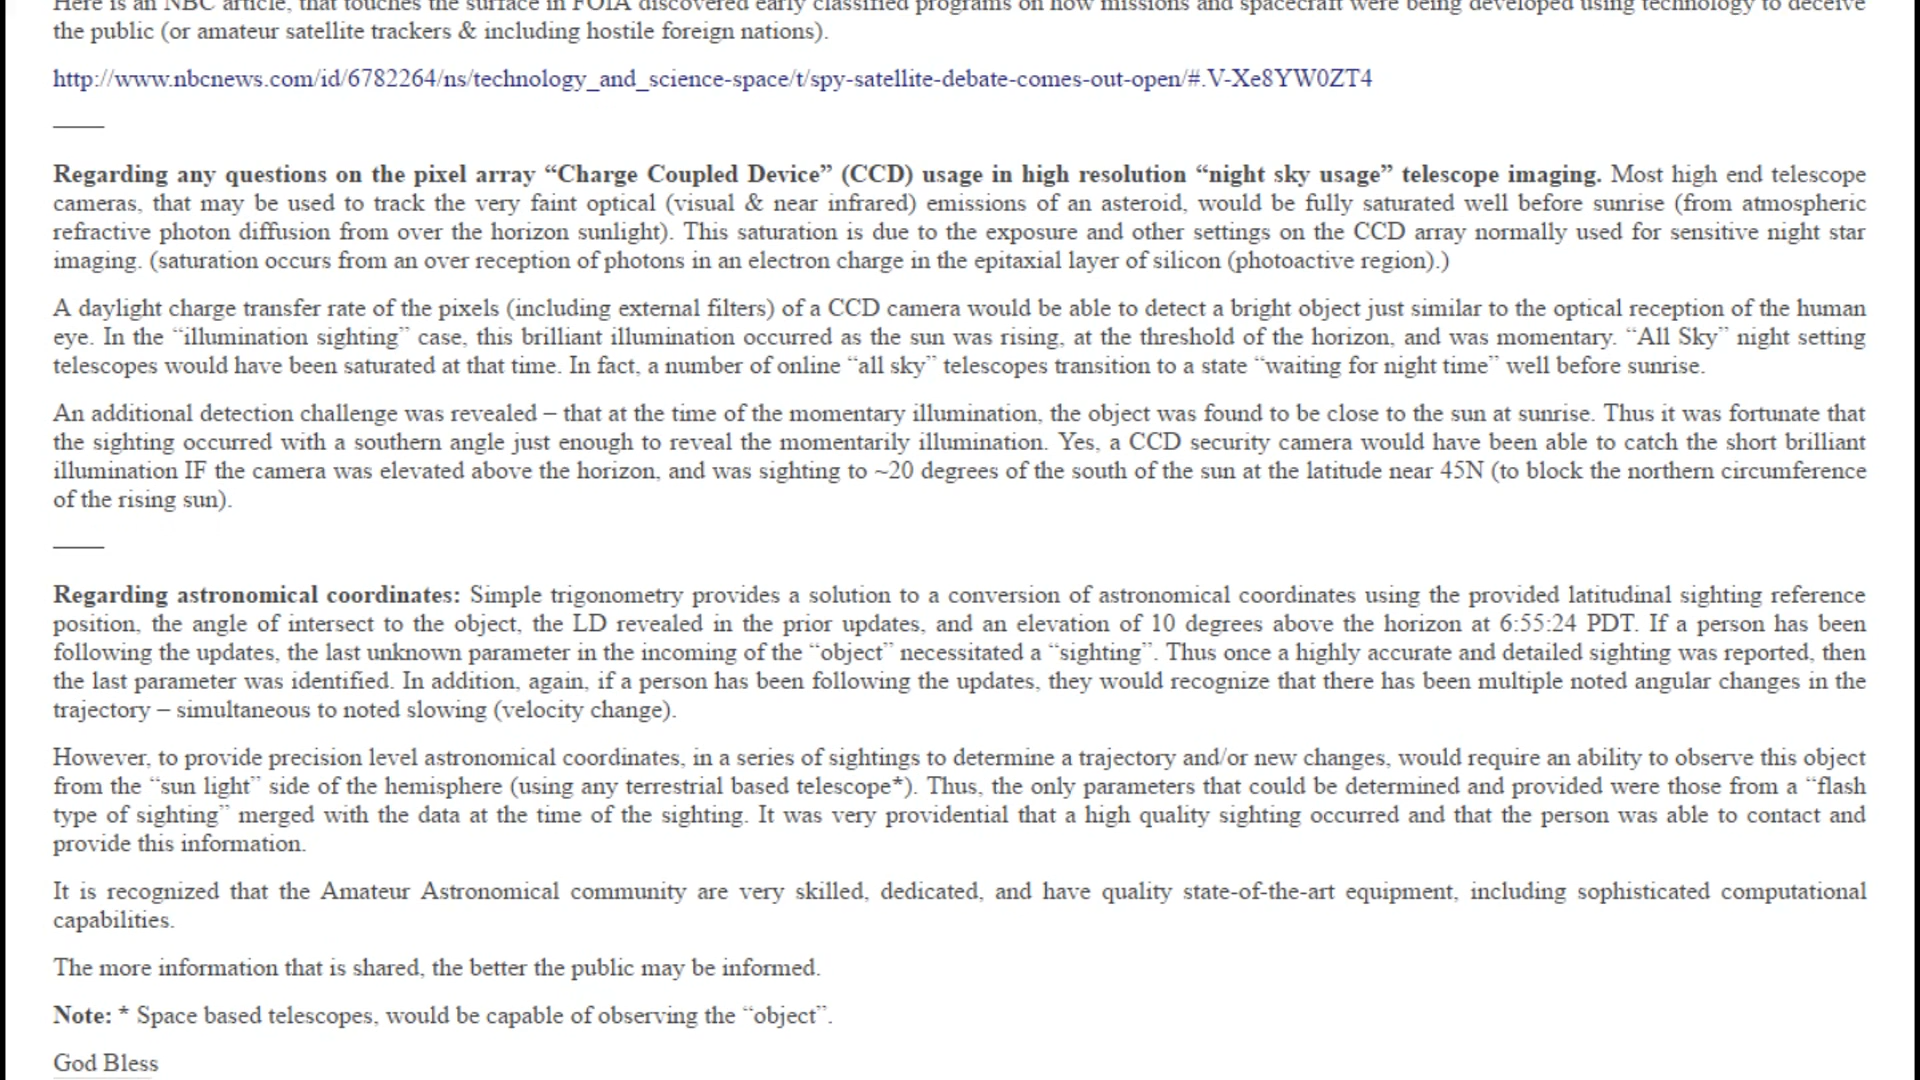 Here is an NBC article, that touches the surface in FOIA discovered early classified programs on how missions and spacecraft were being developed using technology to deceive
the public (or amateur satellite trackers & including hostile foreign nations).
http://www.nbcnews.com/id/6782264/ns/technology_and_science-space/t/spy-satellite-debate-comes-out-open/#.V-Xe8YW0ZT4
Regarding any questions on the pixel array “Charge Coupled Device” (CCD) usage in high resolution “night sky usage” telescope imaging. Most high end telescope
cameras, that may be used to track the very faint optical (visual & near infrared) emissions of an asteroid, would be fully saturated well before sunrise (from atmospheric
refractive photon diffusion from over the horizon sunlight). This saturation is due to the exposure and other settings on the CCD array normally used for sensitive night star
imaging. (saturation occurs from an over reception of photons in an electron charge in the epitaxial layer of silicon (photoactive region).)
A daylight charge transfer rate of the pixels (including external filters) of a CCD camera would be able to detect a bright object just similar to the optical reception of the human
eye. In the “illumination sighting” case, this brilliant illumination occurred as the sun was rising, at the threshold of the horizon, and was momentary. “All Sky” night setting
telescopes would have been saturated at that time. In fact, a number of online “all sky” telescopes transition to a state “waiting for night time” well before sunrise.
An additional detection challenge was revealed – that at the time of the momentary illumination, the object was found to be close to the sun at sunrise. Thus it was fortunate that
the sighting occurred with a southern angle just enough to reveal the momentarily illumination. Yes, a CCD security camera would have been able to catch the short brilliant
illumination IF the camera was elevated above the horizon, and was sighting to ~20 degrees of the south of the sun at the latitude near 45N (to block the northern circumference
of the rising sun).
Regarding astronomical coordinates: Simple trigonometry provides a solution to a conversion of astronomical coordinates using the provided latitudinal sighting reference
position, the angle of intersect to the object, the LD revealed in the prior updates, and an elevation of 10 degrees above the horizon at 6:55:24 PDT. If a person has been
following the updates, the last unknown parameter in the incoming of the “object” necessitated a “sighting”. Thus once a highly accurate and detailed sighting was reported, then
the last parameter was identified. In addition, again, if a person has been following the updates, they would recognize that there has been multiple noted angular changes in the
trajectory – simultaneous to noted slowing (velocity change).
However, to provide precision level astronomical coordinates, in a series of sightings to determine a trajectory and/or new changes, would require an ability to observe this object
from the “sun light” side of the hemisphere (using any terrestrial based telescope*). Thus, the only parameters that could be determined and provided were those from a “flash
type of sighting” merged with the data at the time of the sighting. It was very providential that a high quality sighting occurred and that the person was able to contact and
provide this information.
It is recognized that the Amateur Astronomical community are very skilled, dedicated, and have quality state-of-the-art equipment, including sophisticated computational
capabilities.
The more information that is shared, the better the public may be informed.
Note: * Space based telescopes, would be capable of observing the “object”.
God Bless